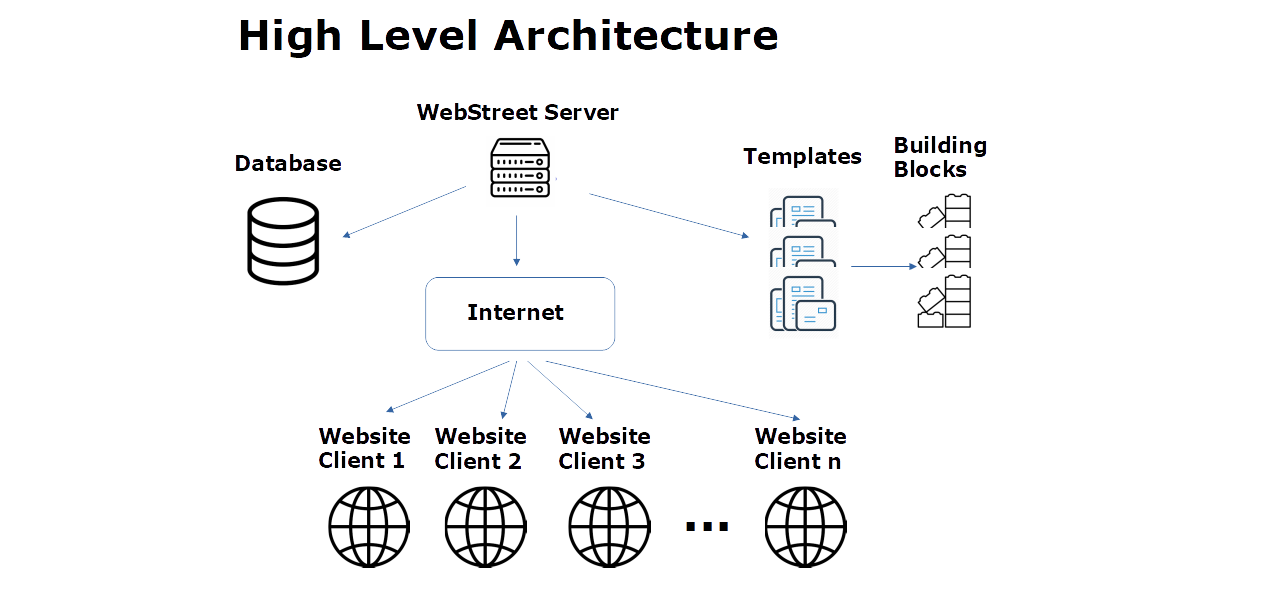 High Level Architecture
WebStreet Server
Database
Templates
Building
Blocks
Internet
Website
Client 1
Website
Client 2
Website
Client 3
...
Website
Client n